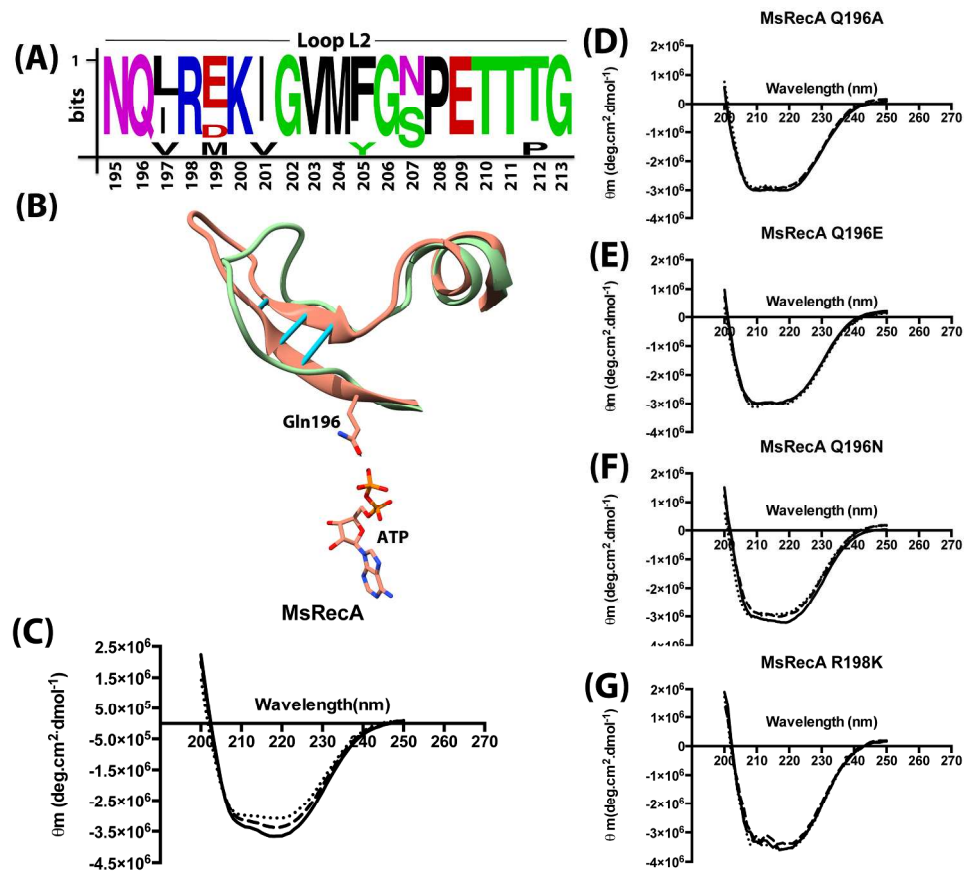 (A)
Loop L2
1
bits
NQLREKIGVMFGNPETTTG
I D S
V M V Y P
195 196 197 198 199 200 201 202 203 204 205 206 207 208 209 210 211 212 213
(B)
Gln196
ATP
MsRecA
(C)
2.5×10⁶
1.5×10⁶
5.0×10⁵
-5.0×10⁵
-1.5×10⁶
-2.5×10⁶
-3.5×10⁶
-4.5×10⁶
θm (deg.cm²·dmol⁻¹)
Wavelength(nm)
200 210 220 230 240 250 260 270
(D)
MsRecA Q196A
2×10⁶
1×10⁶
0
-1×10⁶
-2×10⁶
-3×10⁶
-4×10⁶
θm (deg.cm².dmol⁻¹)
Wavelength (nm)
200 210 220 230 240 250 260 270
(E)
MsRecA Q196E
2×10⁶
1×10⁶
0
-1×10⁶
-2×10⁶
-3×10⁶
-4×10⁶
θm (deg.cm².dmol⁻¹)
Wavelength (nm)
200 210 220 230 240 250 260 270
(F)
MsRecA Q196N
2×10⁶
1×10⁶
0
-1×10⁶
-2×10⁶
-3×10⁶
θm (deg.cm².dmol⁻¹)
Wavelength (nm)
200 210 220 230 240 250 260 270
(G)
MsRecA R198K
2×10⁶
1×10⁶
0
-1×10⁶
-2×10⁶
-3×10⁶
-4×10⁶
θ m(deg.cm².dmol⁻¹)
Wavelength (nm)
200 210 220 230 240 250 260 270